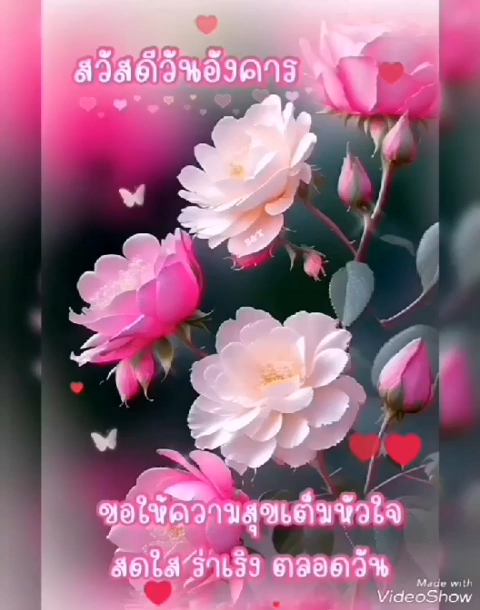 สวัสดีวันอังคาร
ขอให้ความสุขเต็มหัวใจ
สดใส ร่าเริง ตลอดวัน
Made with
VideoShow